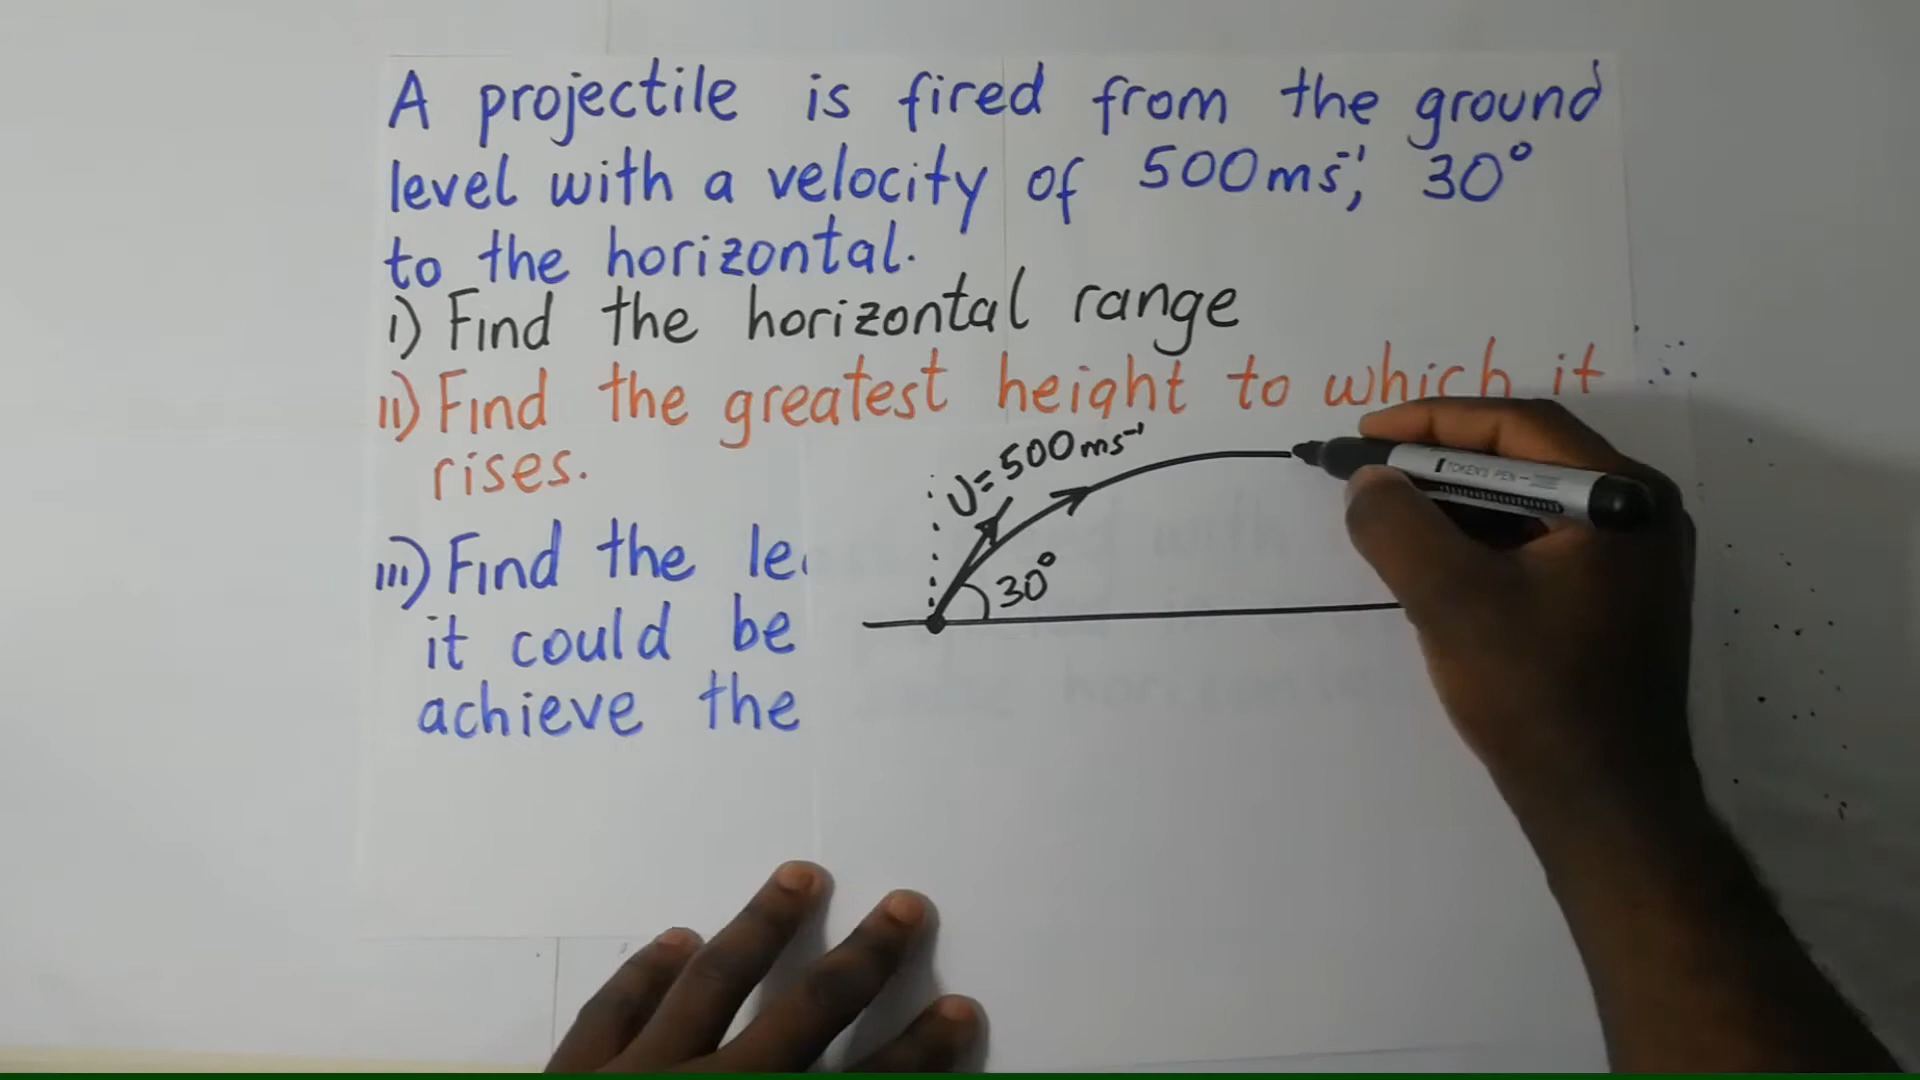 A projectile is fired from the ground
level with a velocity of 500ms⁻¹, 30°
to the horizontal.
i) Find the horizontal range
ii) Find the greatest height to which it
rises.
U=500ms⁻¹
30°
iii) Find the
it could be
achieve the
TOKEN'S PEN